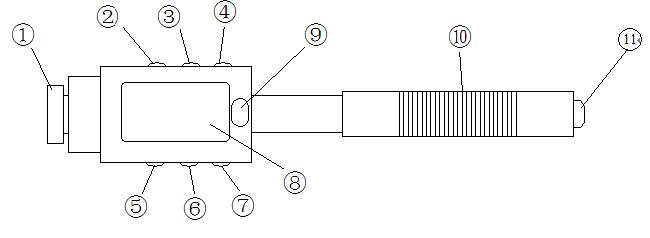 ② ③ ④
① ⑨ ⑩ ⑪
⑧
⑤ ⑥ ⑦